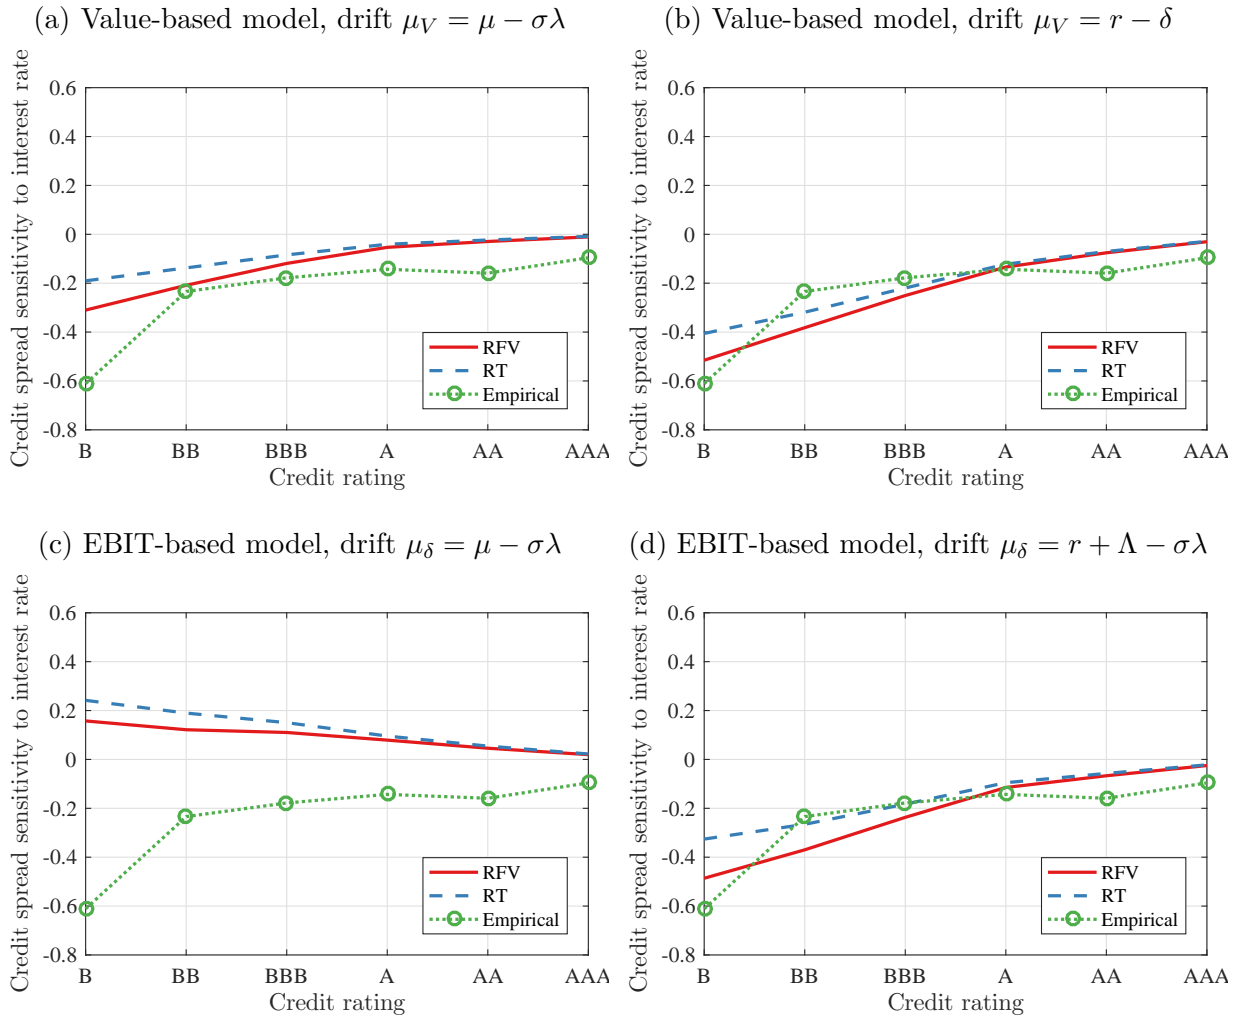 (a) Value-based model, drift μ_V = μ − σλ
Credit spread sensitivity to interest rate
0.6
0.4
0.2
0
-0.2
-0.4
-0.6
-0.8
B BB BBB A AA AAA
Credit rating
RFV
RT
Empirical
(b) Value-based model, drift μ_V = r − δ
Credit spread sensitivity to interest rate
0.6
0.4
0.2
0
-0.2
-0.4
-0.6
-0.8
B BB BBB A AA AAA
Credit rating
RFV
RT
Empirical
(c) EBIT-based model, drift μ_δ = μ − σλ
Credit spread sensitivity to interest rate
0.6
0.4
0.2
0
-0.2
-0.4
-0.6
-0.8
B BB BBB A AA AAA
Credit rating
RFV
RT
Empirical
(d) EBIT-based model, drift μ_δ = r + Λ − σλ
Credit spread sensitivity to interest rate
0.6
0.4
0.2
0
-0.2
-0.4
-0.6
-0.8
B BB BBB A AA AAA
Credit rating
RFV
RT
Empirical